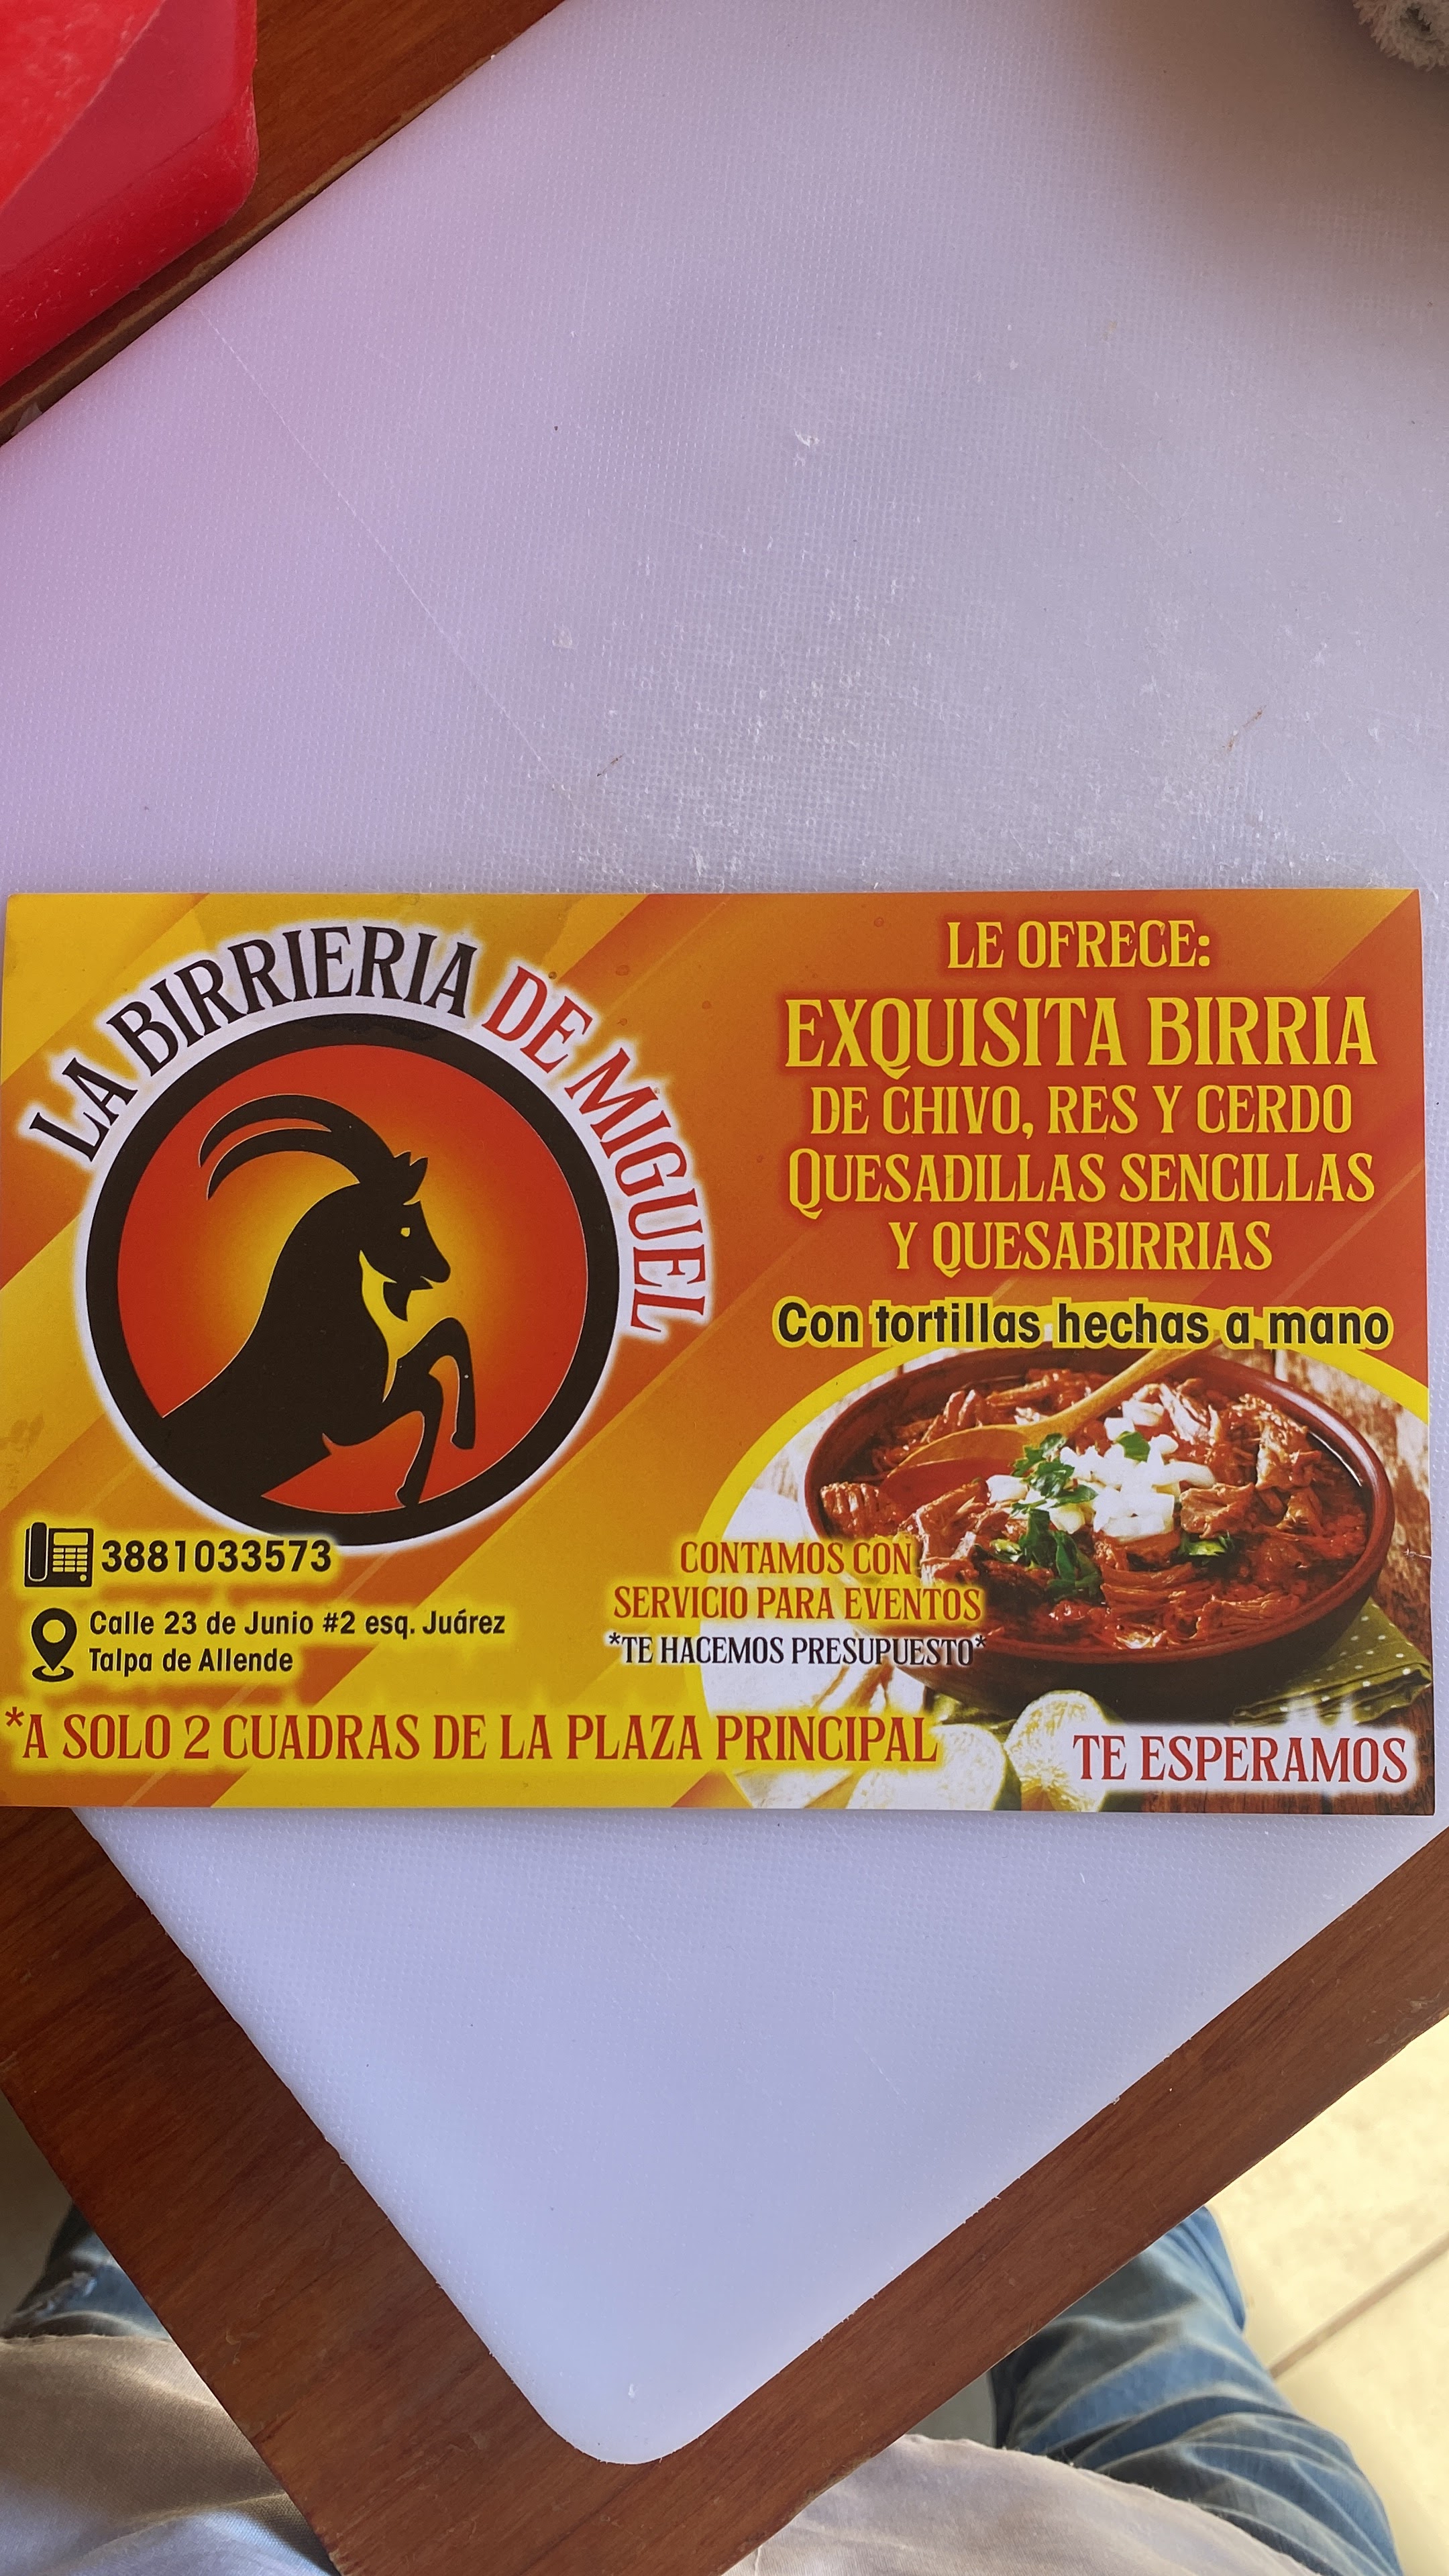 LA BIRRIERIA DE MIGUEL
LE OFRECE:
EXQUISITA BIRRIA
DE CHIVO, RES Y CERDO
QUESADILLAS SENCILLAS
Y QUESABIRRIAS
Con tortillas hechas a mano
3881033573
Calle 23 de Junio #2 esq. Juárez
Talpa de Allende
CONTAMOS CON
SERVICIO PARA EVENTOS
*TE HACEMOS PRESUPUESTO*
*A SOLO 2 CUADRAS DE LA PLAZA PRINCIPAL
TE ESPERAMOS